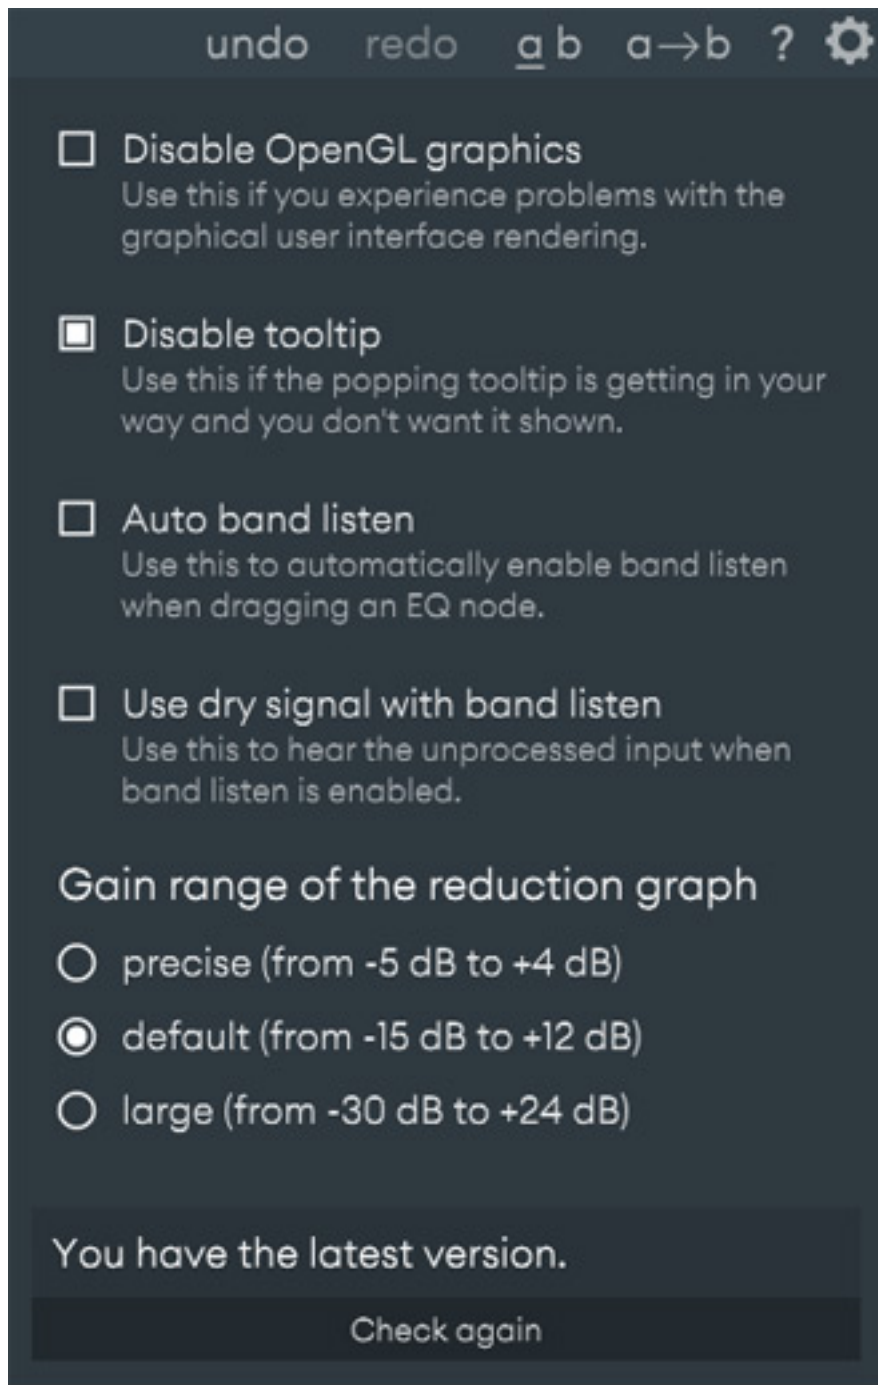 undo redo a b a→b ?
Disable OpenGL graphics
Use this if you experience problems with the
graphical user interface rendering.
Disable tooltip
Use this if the popping tooltip is getting in your
way and you don't want it shown.
Auto band listen
Use this to automatically enable band listen
when dragging an EQ node.
Use dry signal with band listen
Use this to hear the unprocessed input when
band listen is enabled.
Gain range of the reduction graph
precise (from -5 dB to +4 dB)
default (from -15 dB to +12 dB)
large (from -30 dB to +24 dB)
You have the latest version.
Check again